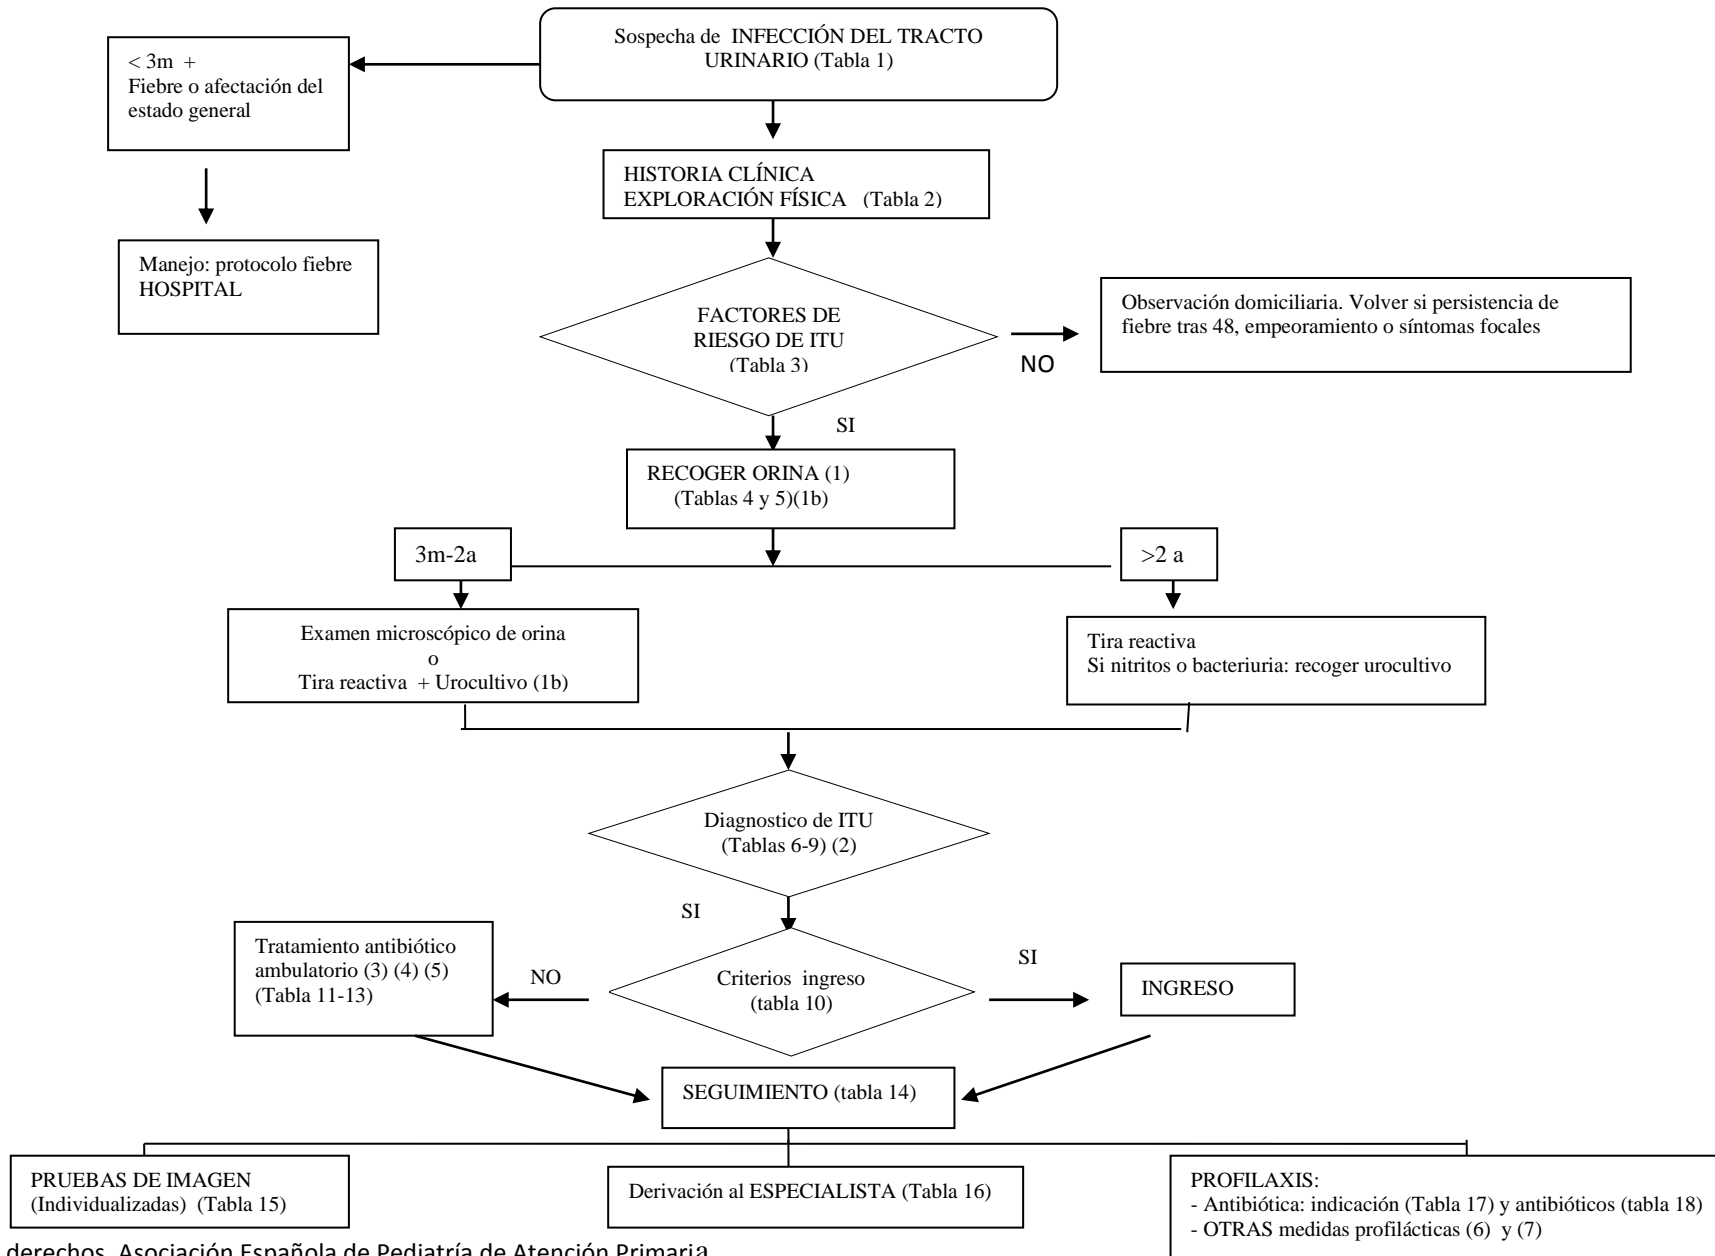 Sospecha de INFECCIÓN DEL TRACTO
URINARIO (Tabla 1)
< 3m +
Fiebre o afectación del
estado general
HISTORIA CLÍNICA
EXPLORACIÓN FÍSICA (Tabla 2)
Manejo: protocolo fiebre
HOSPITAL
FACTORES DE
RIESGO DE ITU
(Tabla 3)
NO
Observación domiciliaria. Volver si persistencia de
fiebre tras 48, empeoramiento o síntomas focales
SI
RECOGER ORINA (1)
(Tablas 4 y 5)(1b)
3m-2a
>2 a
Examen microscópico de orina
o
Tira reactiva + Urocultivo (1b)
Tira reactiva
Si nitritos o bacteriuria: recoger urocultivo
Diagnostico de ITU
(Tablas 6-9) (2)
SI
Tratamiento antibiótico
ambulatorio (3) (4) (5)
(Tabla 11-13)
NO
Criterios ingreso
(tabla 10)
SI
INGRESO
SEGUIMIENTO (tabla 14)
PRUEBAS DE IMAGEN
(Individualizadas) (Tabla 15)
Derivación al ESPECIALISTA (Tabla 16)
PROFILAXIS:
- Antibiótica: indicación (Tabla 17) y antibióticos (tabla 18)
- OTRAS medidas profilácticas (6) y (7)
derechos. Asociación Española de Pediatría de Atención Primaria